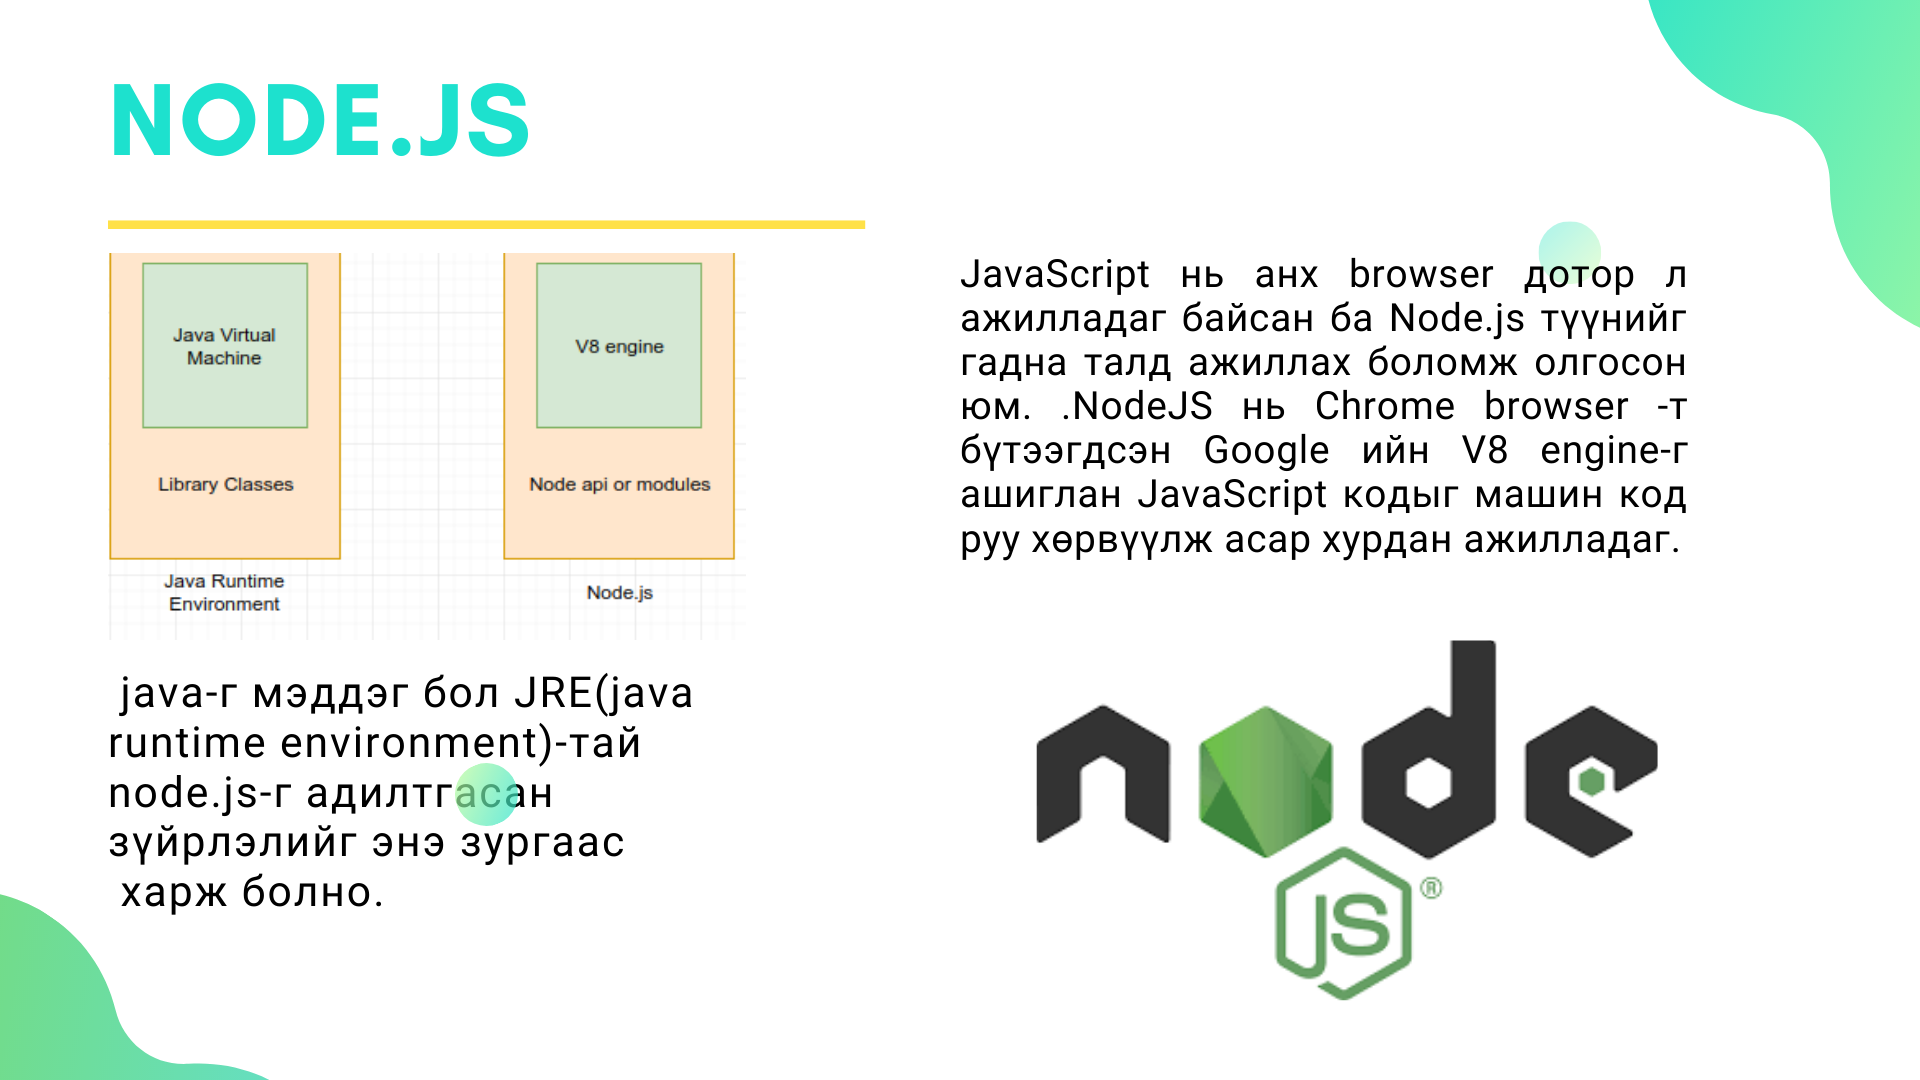 NODE.JS
Java Virtual
Machine
Library Classes
Java Runtime
Environment
V8 engine
Node api or modules
Node.js
java-г мэддэг бол JRE(java
runtime environment)-тай
node.js-г адилтгасан
зүйрлэлийг энэ зургаас
харж болно.
JavaScript нь анх browser дотор л
ажилладаг байсан ба Node.js түүнийг
гадна талд ажиллах боломж олгосон
юм. .NodeJS нь Chrome browser -т
бүтээгдсэн Google ийн V8 engine-г
ашиглан JavaScript кодыг машин код
руу хөрвүүлж асар хурдан ажилладаг.
node
JS®